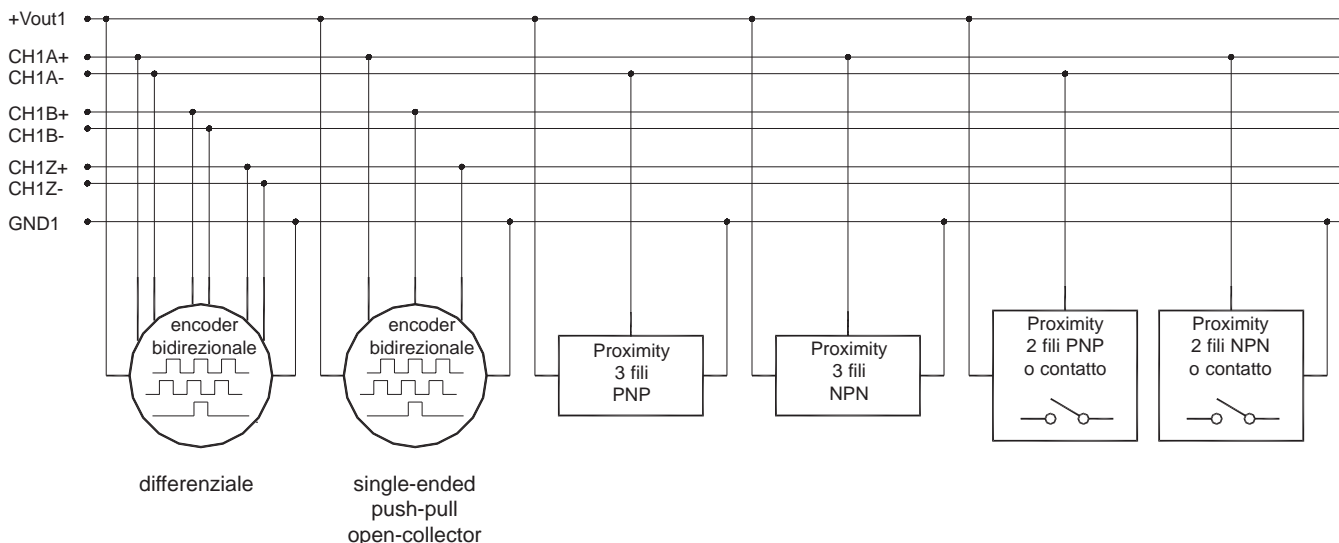 +Vout1
CH1A+
CH1A-
CH1B+
CH1B-
CH1Z+
CH1Z-
GND1
encoder
bidirezionale
differenziale
encoder
bidirezionale
single-ended
push-pull
open-collector
Proximity
3 fili
PNP
Proximity
3 fili
NPN
Proximity
2 fili PNP
o contatto
Proximity
2 fili NPN
o contatto